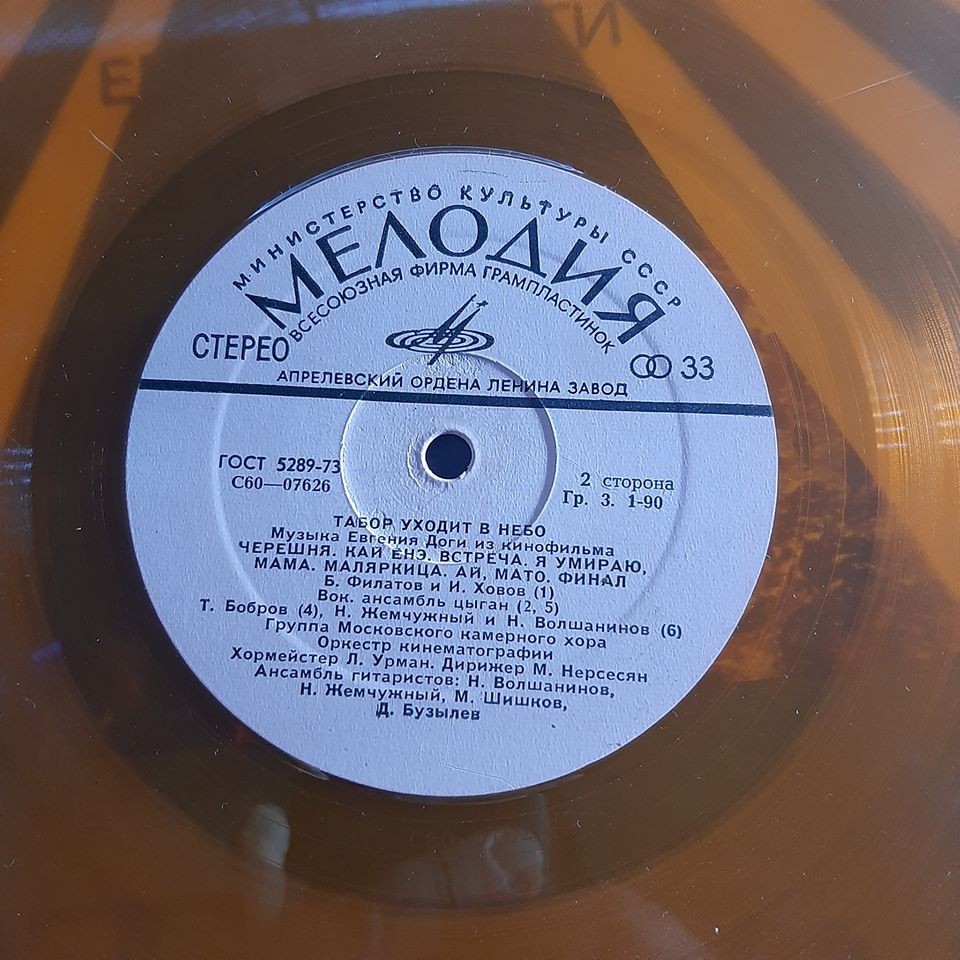 МИНИСТЕРСТВО КУЛЬТУРЫ СССР
МЕЛОДИЯ
ВСЕСОЮЗНАЯ ФИРМА ГРАМПЛАСТИНОК
СТЕРЕО
33
АПРЕЛЕВСКИЙ ОРДЕНА ЛЕНИНА ЗАВОД
ГОСТ 5289-73
С60—07626
2 сторона
Гр. 3. 1-90
ТАБОР УХОДИТ В НЕБО
Музыка Евгения Доги из кинофильма
ЧЕРЕШНЯ. КАЙ ЕНЭ. ВСТРЕЧА. Я УМИРАЮ,
МАМА. МАЛЯРКИЦА. АЙ, МАТО. ФИНАЛ
Б. Филатов и И. Ховов (1)
Вок. ансамбль цыган (2, 5)
Т. Бобров (4), Н. Жемчужный и Н. Волшанинов (6)
Группа Московского камерного хора
Оркестр кинематографии
Хормейстер Л. Урман. Дирижер М. Нерсесян
Ансамбль гитаристов: Н. Волшанинов,
Н. Жемчужный, М. Шишков,
Д. Бузылев